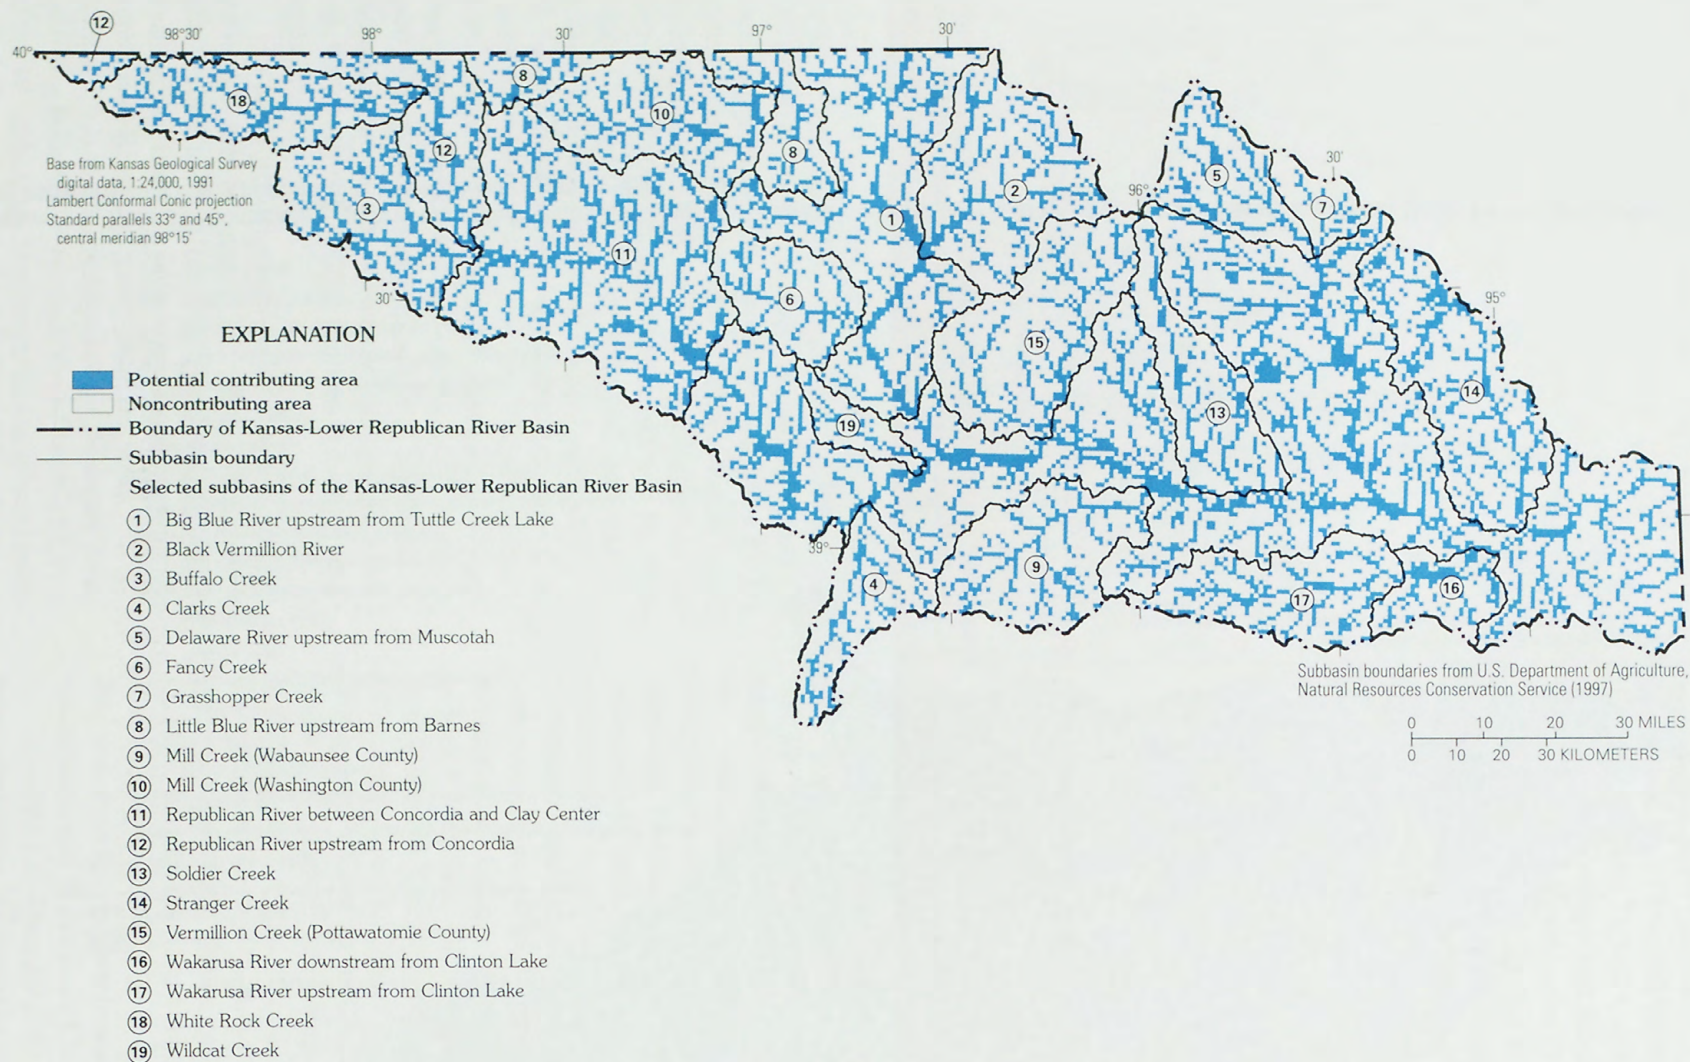 12
98°30'
98°
30'
97°
30'
40°
8
18
10
12
8
Base from Kansas Geological Survey
digital data, 1:24,000, 1991
Lambert Conformal Conic projection
Standard parallels 33° and 45°,
central meridian 98°15'
30'
5
96°
2
7
3
1
11
30'
6
95°
15
14
13
19
EXPLANATION
Potential contributing area
Noncontributing area
Boundary of Kansas-Lower Republican River Basin
Subbasin boundary
Selected subbasins of the Kansas-Lower Republican River Basin
39°
4
9
17
16
1 Big Blue River upstream from Tuttle Creek Lake
2 Black Vermillion River
3 Buffalo Creek
4 Clarks Creek
5 Delaware River upstream from Muscotah
6 Fancy Creek
7 Grasshopper Creek
8 Little Blue River upstream from Barnes
9 Mill Creek (Wabaunsee County)
10 Mill Creek (Washington County)
11 Republican River between Concordia and Clay Center
12 Republican River upstream from Concordia
13 Soldier Creek
14 Stranger Creek
15 Vermillion Creek (Pottawatomie County)
16 Wakarusa River downstream from Clinton Lake
17 Wakarusa River upstream from Clinton Lake
18 White Rock Creek
19 Wildcat Creek
Subbasin boundaries from U.S. Department of Agriculture,
Natural Resources Conservation Service (1997)
0 10 20 30 MILES
0 10 20 30 KILOMETERS